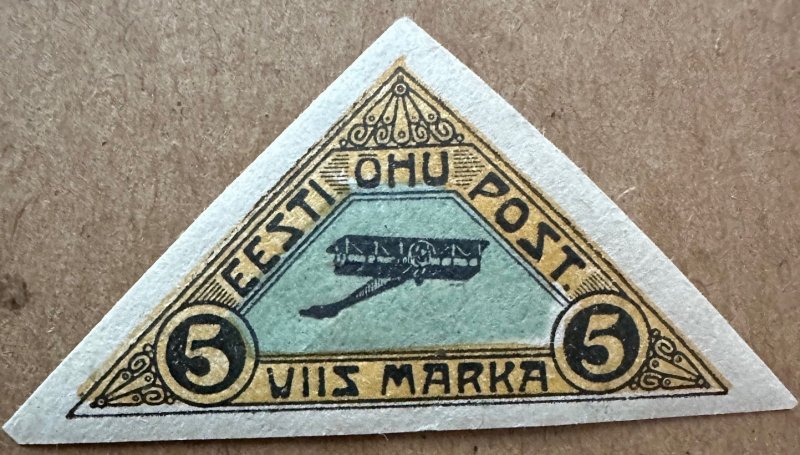 EESTI OHU POST.
5 5
VIIS MARKA